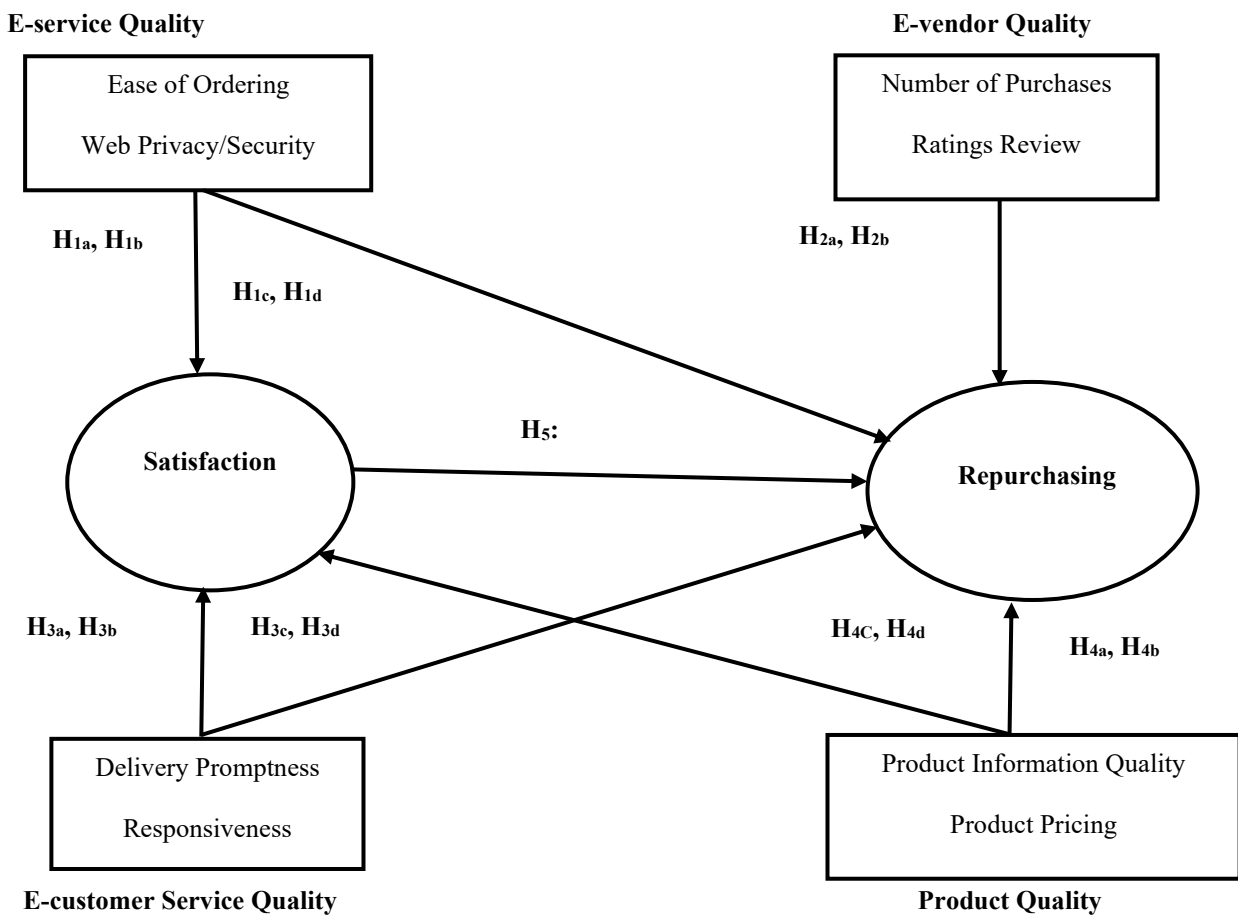 E-service Quality
E-vendor Quality
Ease of Ordering
Web Privacy/Security
Number of Purchases
Ratings Review
H1a, H1b
H2a, H2b
H1c, H1d
H5:
Satisfaction
Repurchasing
H3a, H3b
H3c, H3d
H4C, H4d
H4a, H4b
Delivery Promptness
Responsiveness
Product Information Quality
Product Pricing
E-customer Service Quality
Product Quality